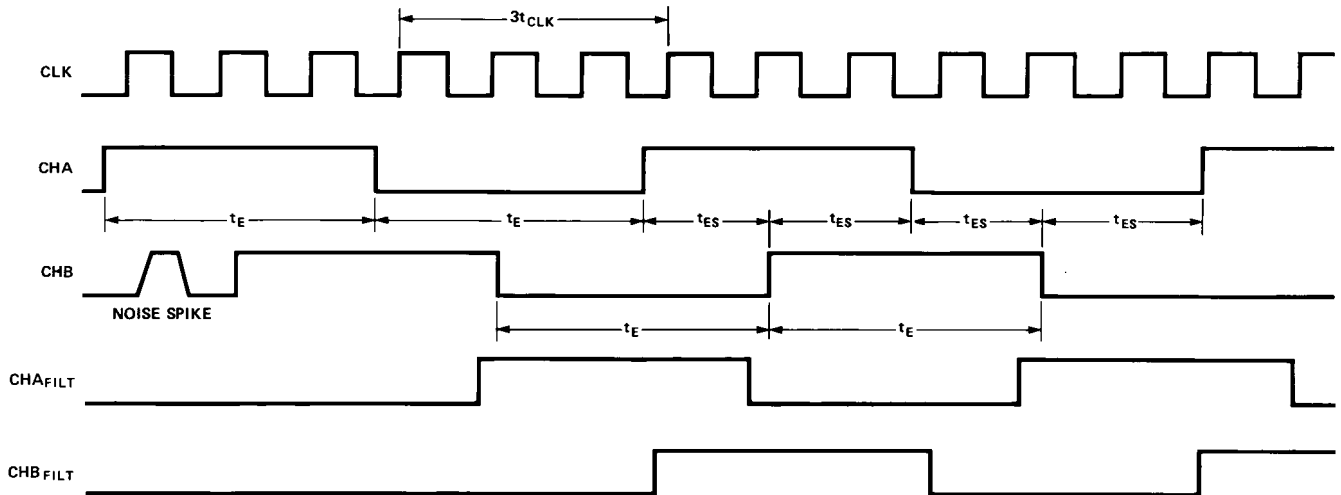 3tCLK
CLK
CHA
tE tE tES tES tES tES
CHB
NOISE SPIKE
tE tE
CHAFILT
CHBFILT